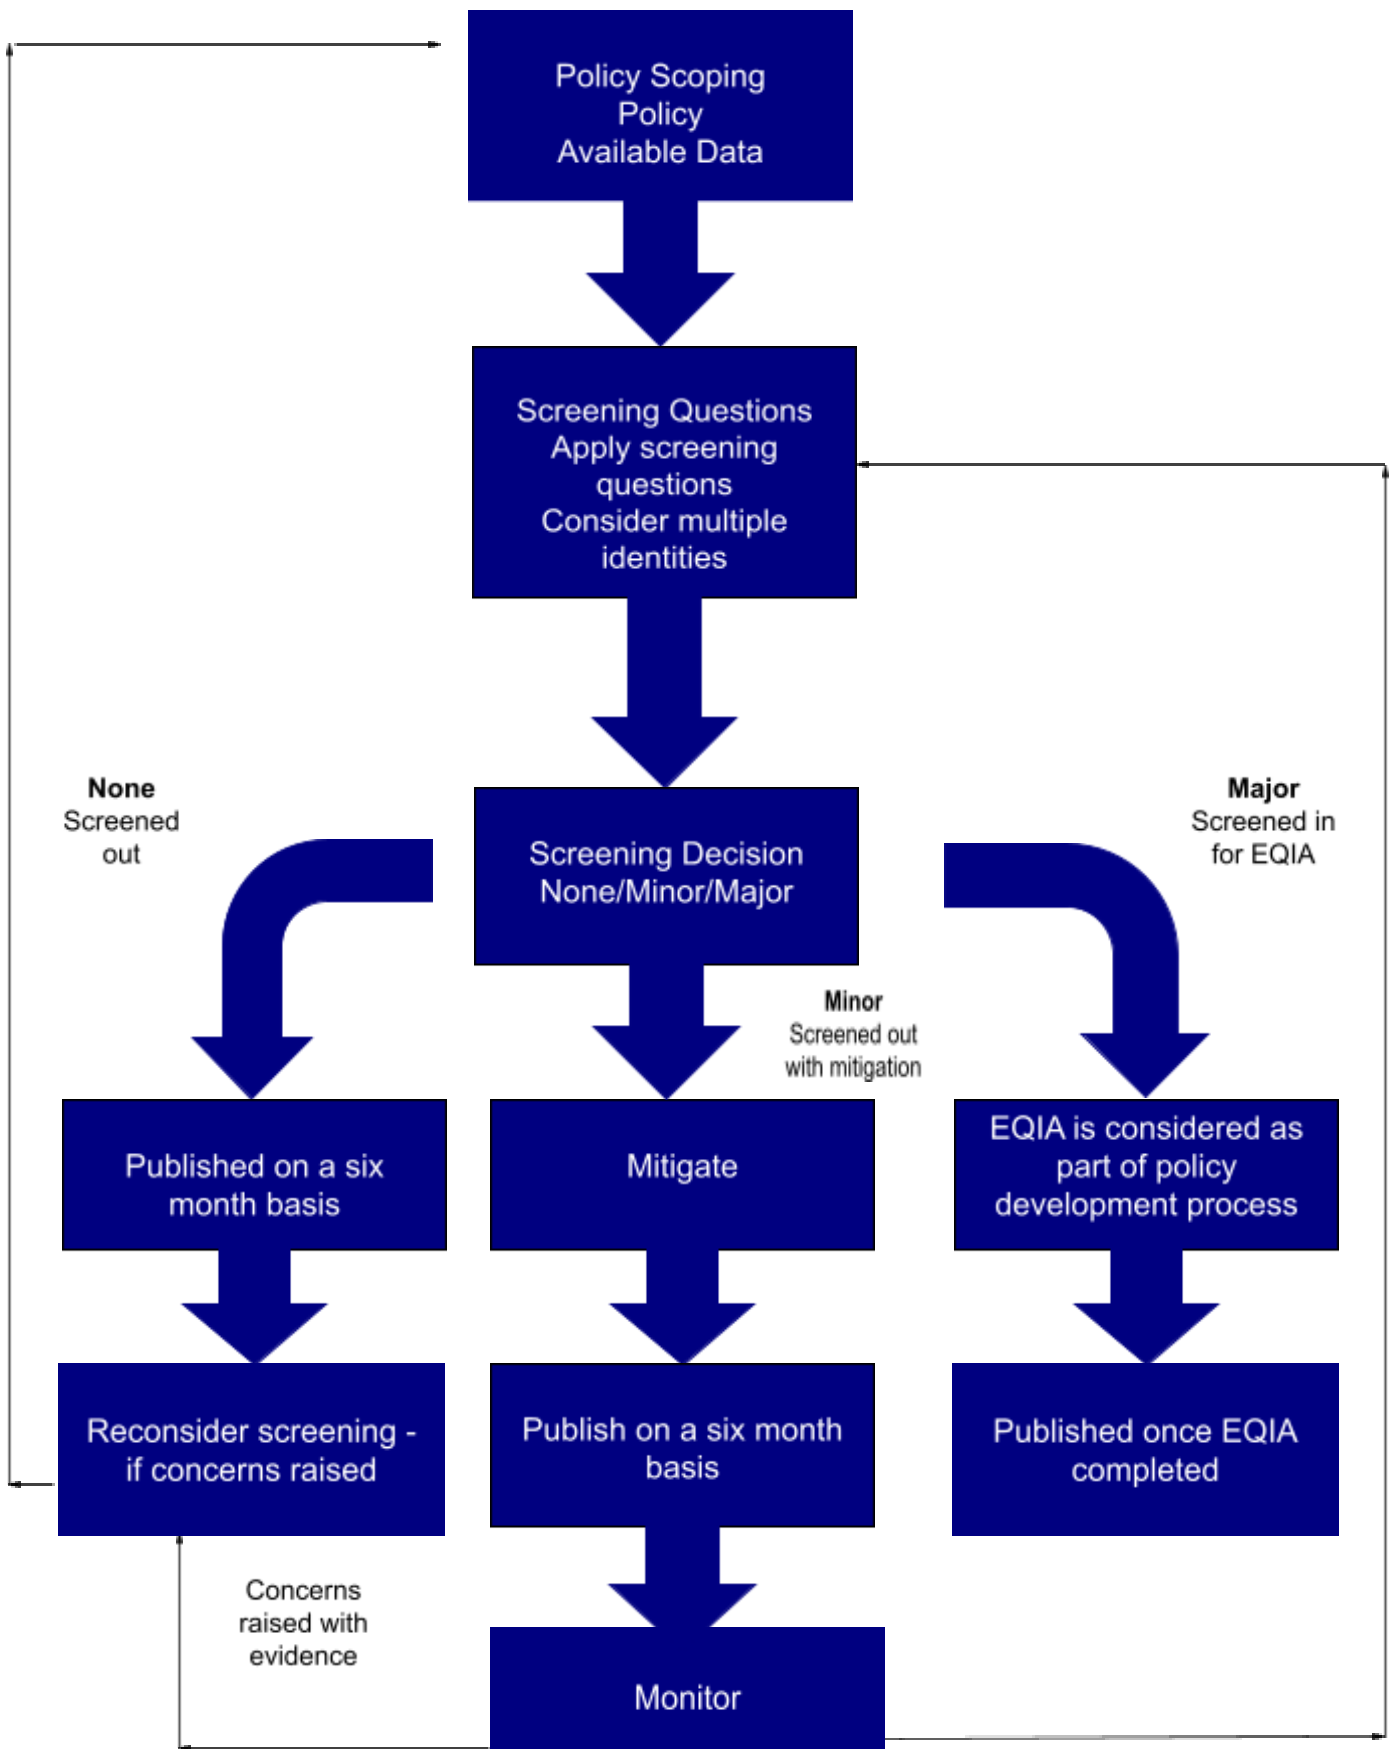 Policy Scoping
Policy
Available Data
Screening Questions
Apply screening
questions
Consider multiple
identities
None
Screened
out
Screening Decision
None/Minor/Major
Major
Screened in
for EQIA
Minor
Screened out
with mitigation
Published on a six
month basis
Mitigate
EQIA is considered as
part of policy
development process
Reconsider screening -
if concerns raised
Publish on a six month
basis
Published once EQIA
completed
Concerns
raised with
evidence
Monitor